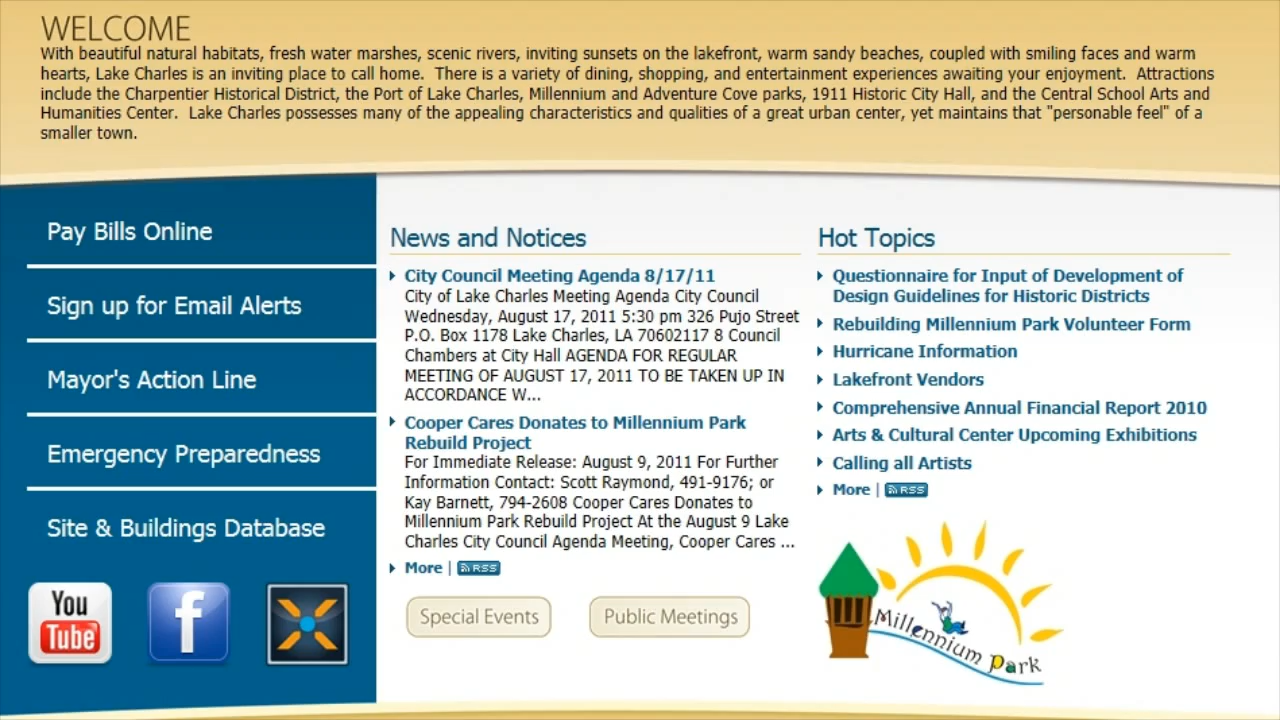 WELCOME
With beautiful natural habitats, fresh water marshes, scenic rivers, inviting sunsets on the lakefront, warm sandy beaches, coupled with smiling faces and warm
hearts, Lake Charles is an inviting place to call home.  There is a variety of dining, shopping, and entertainment experiences awaiting your enjoyment.  Attractions
include the Charpentier Historical District, the Port of Lake Charles, Millennium and Adventure Cove parks, 1911 Historic City Hall, and the Central School Arts and
Humanities Center.  Lake Charles possesses many of the appealing characteristics and qualities of a great urban center, yet maintains that "personable feel" of a
smaller town.
Pay Bills Online
Sign up for Email Alerts
Mayor's Action Line
Emergency Preparedness
Site & Buildings Database
You
Tube
f
News and Notices
City Council Meeting Agenda 8/17/11
City of Lake Charles Meeting Agenda City Council
Wednesday, August 17, 2011 5:30 pm 326 Pujo Street
P.O. Box 1178 Lake Charles, LA 70602117 8 Council
Chambers at City Hall AGENDA FOR REGULAR
MEETING OF AUGUST 17, 2011 TO BE TAKEN UP IN
ACCORDANCE W...
Cooper Cares Donates to Millennium Park
Rebuild Project
For Immediate Release: August 9, 2011 For Further
Information Contact: Scott Raymond, 491-9176; or
Kay Barnett, 794-2608 Cooper Cares Donates to
Millennium Park Rebuild Project At the August 9 Lake
Charles City Council Agenda Meeting, Cooper Cares ...
More | RSS
Special Events
Public Meetings
Hot Topics
Questionnaire for Input of Development of
Design Guidelines for Historic Districts
Rebuilding Millennium Park Volunteer Form
Hurricane Information
Lakefront Vendors
Comprehensive Annual Financial Report 2010
Arts & Cultural Center Upcoming Exhibitions
Calling all Artists
More | RSS
Millennium Park